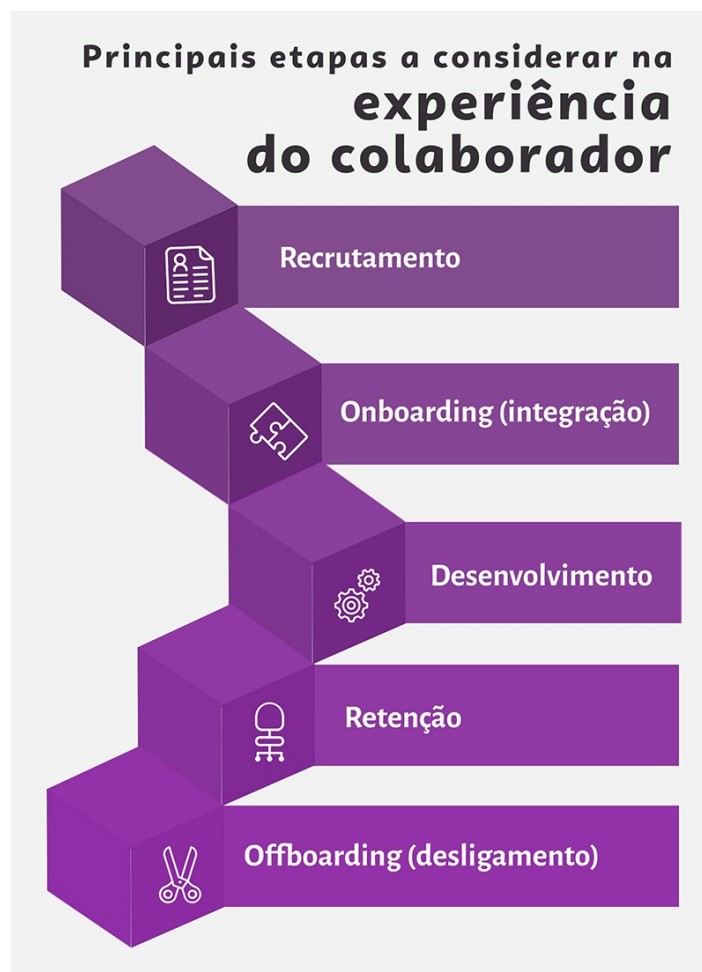 Principais etapas a considerar na
experiência
do colaborador
Recrutamento
Onboarding (integração)
Desenvolvimento
Retenção
Offboarding (desligamento)